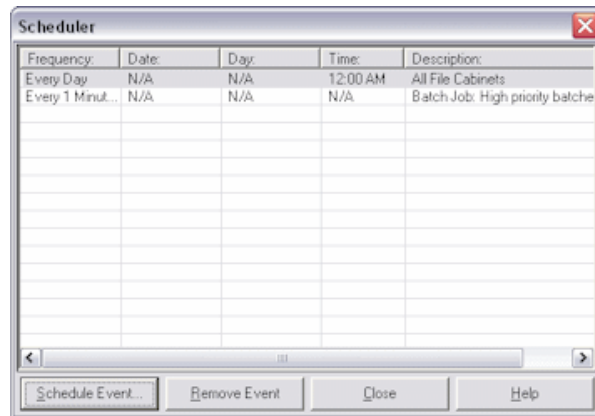 Scheduler
Frequency: Date: Day: Time: Description:
Every Day N/A N/A 12:00 AM All File Cabinets
Every 1 Minut... N/A N/A N/A Batch Job: High priority batche
Schedule Event... Remove Event Close Help